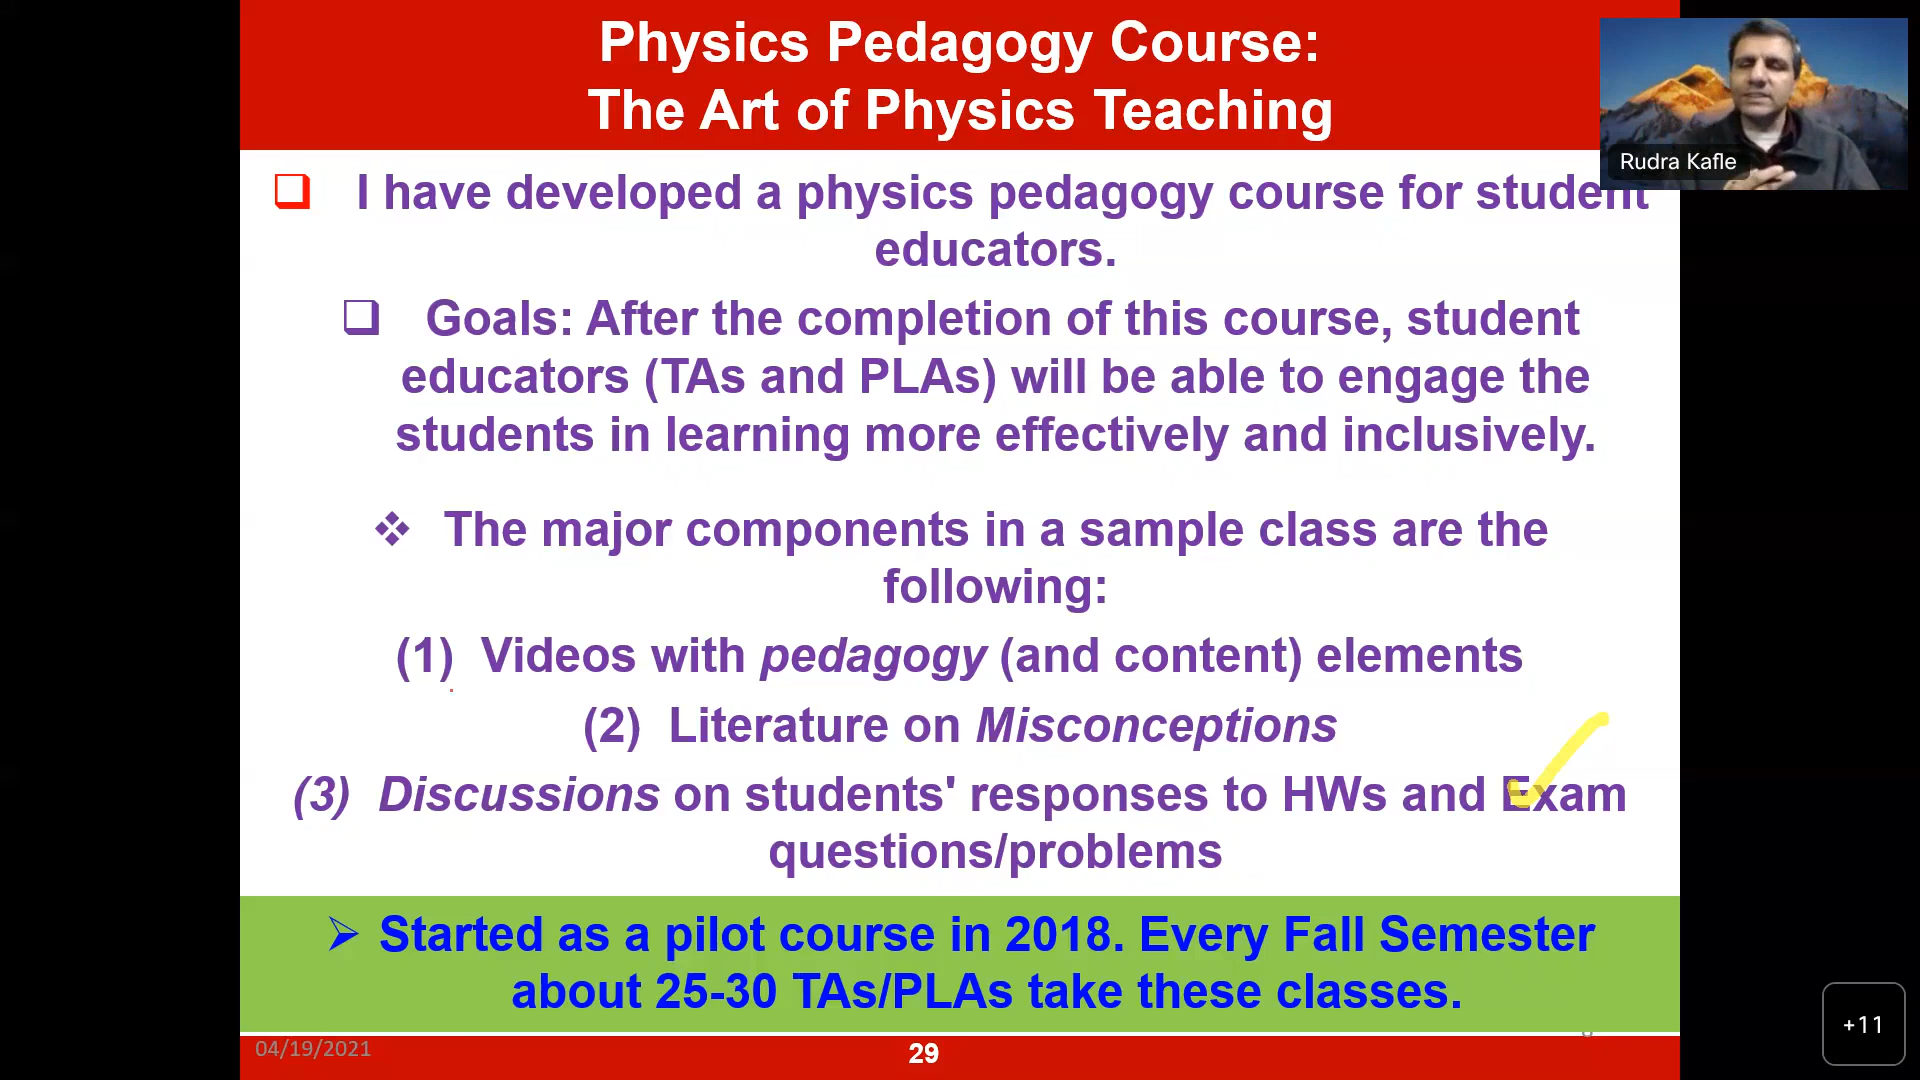 Physics Pedagogy Course:
The Art of Physics Teaching
Rudra Kafle
I have developed a physics pedagogy course for student
educators.
Goals: After the completion of this course, student
educators (TAs and PLAs) will be able to engage the
students in learning more effectively and inclusively.
The major components in a sample class are the
following:
(1) Videos with pedagogy (and content) elements
(2) Literature on Misconceptions
(3) Discussions on students' responses to HWs and Exam
questions/problems
Started as a pilot course in 2018. Every Fall Semester
about 25-30 TAs/PLAs take these classes.
04/19/2021
29
+11